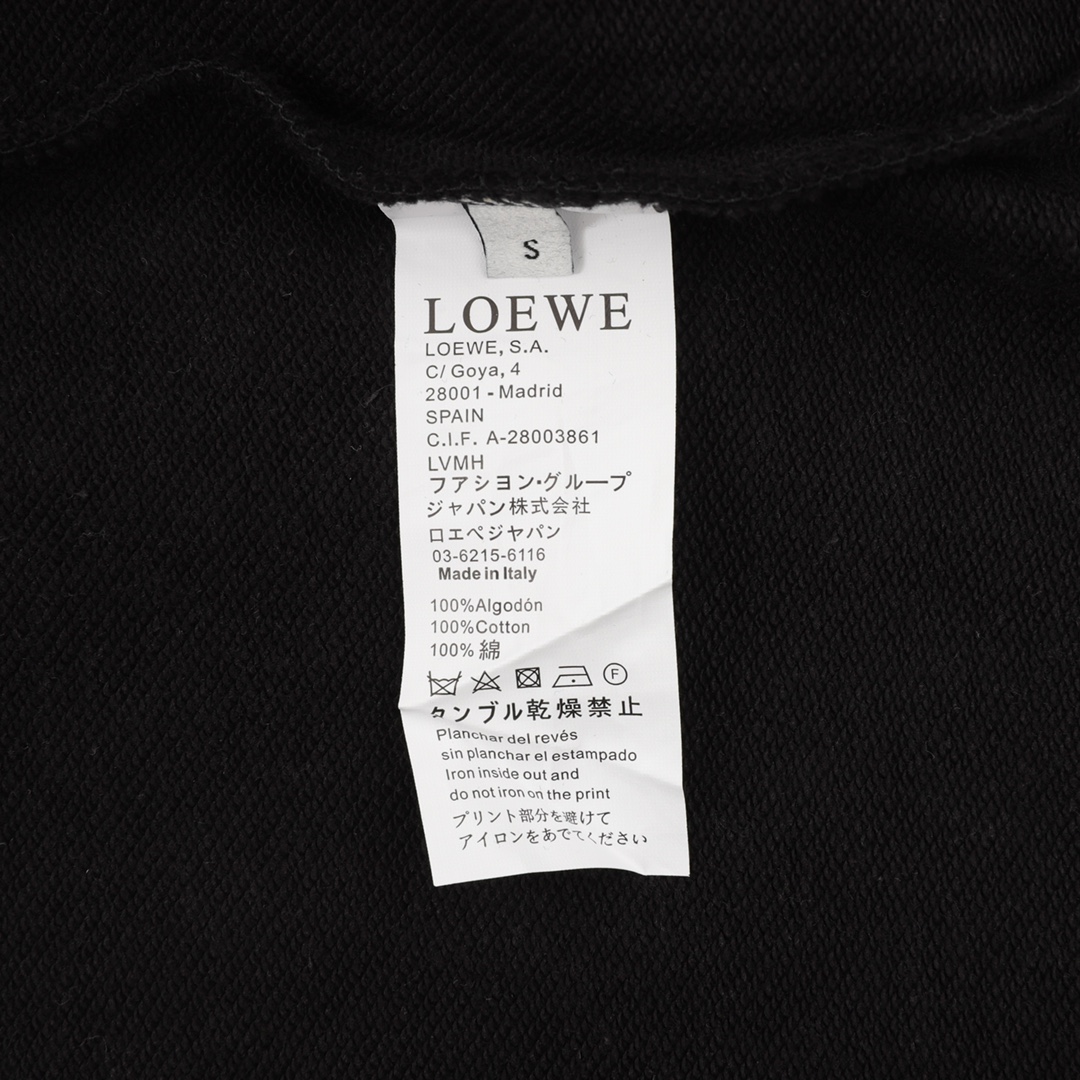 S
LOEWE
LOEWE, S.A.
C/ Goya, 4
28001 - Madrid
SPAIN
C.I.F. A-28003861
LVMH
フアシヨン・グループ
ジャパン株式会社
ロエペジヤパン
03-6215-6116
Made in Italy
100%Algodón
100%Cotton
100% 綿
F
タンブル乾燥禁止
Planchar del revés
sin planchar el estampado
Iron inside out and
do not iron on the print
プリント部分を避けて
アイロンをあでてください